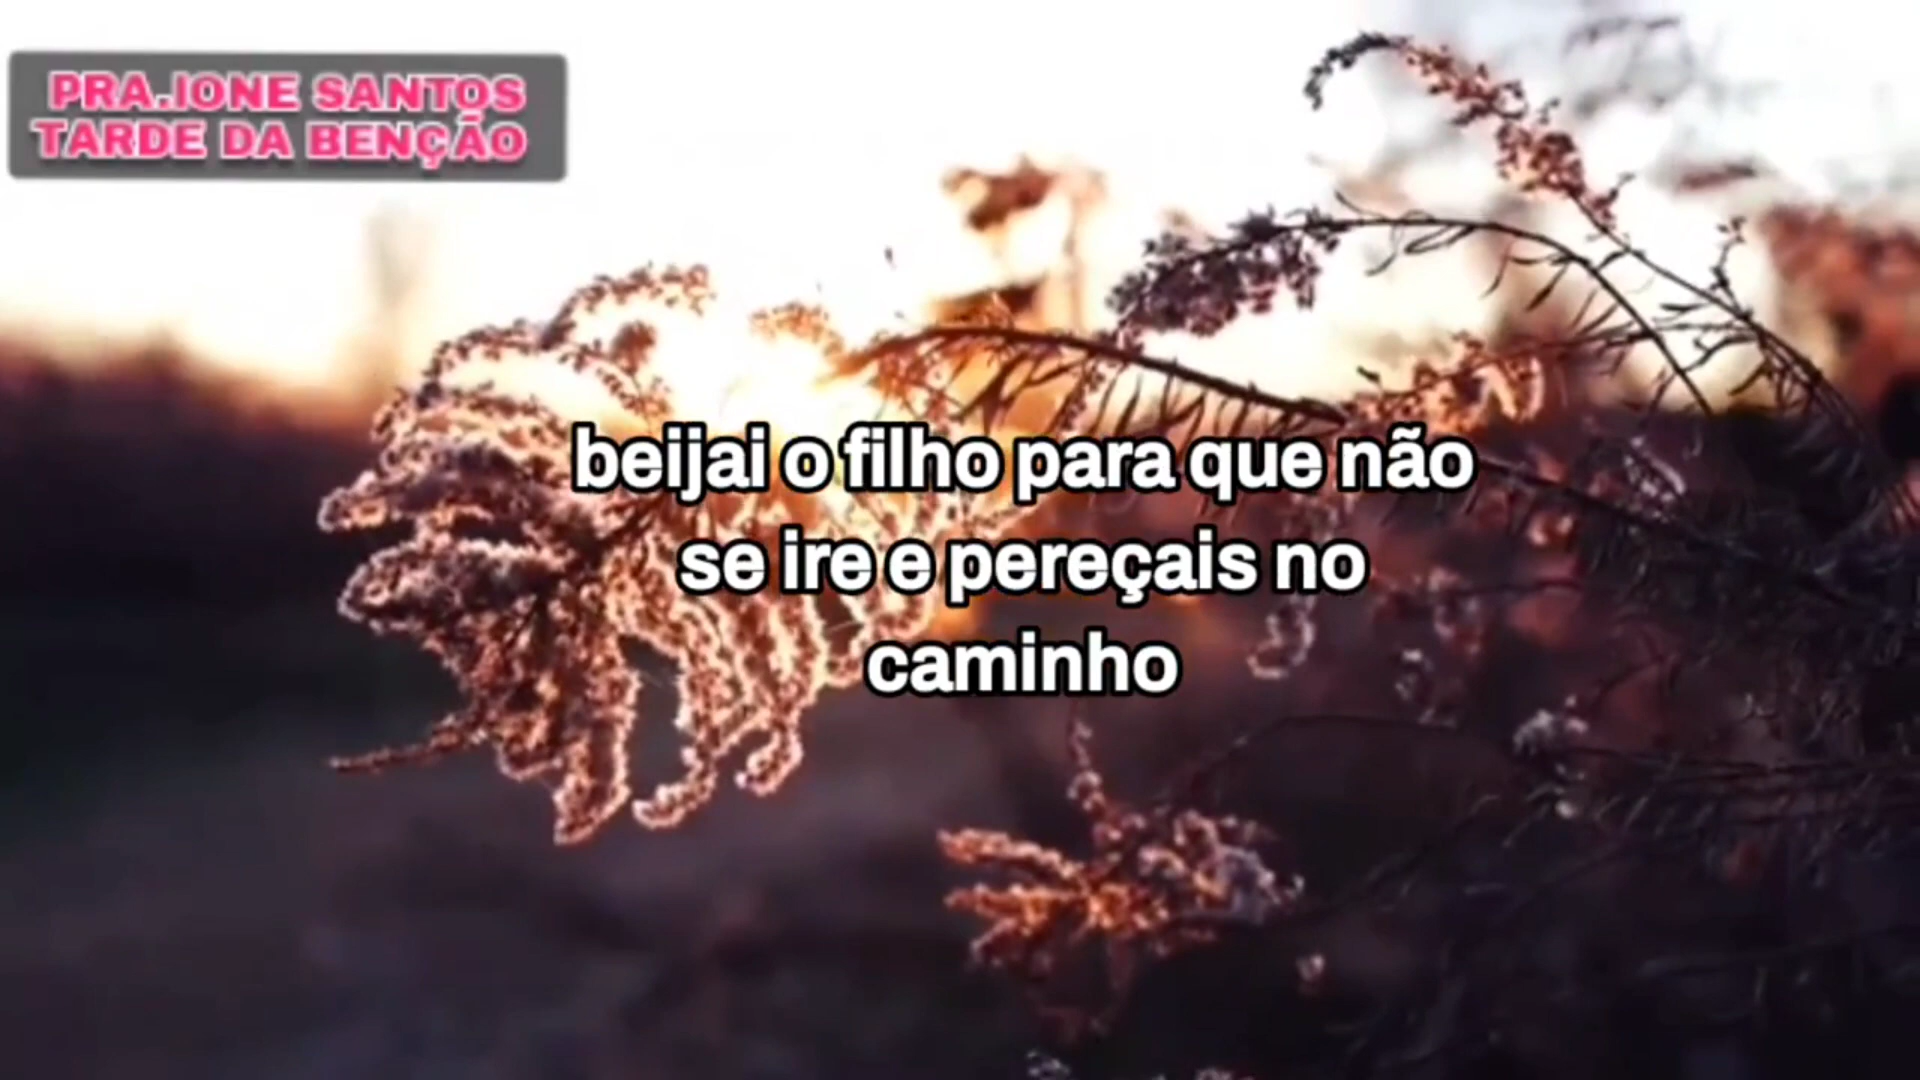 PRA.IONE SANTOS
TARDE DA BENÇÃO
beijai o filho para que não
se ire e pereçais no
caminho